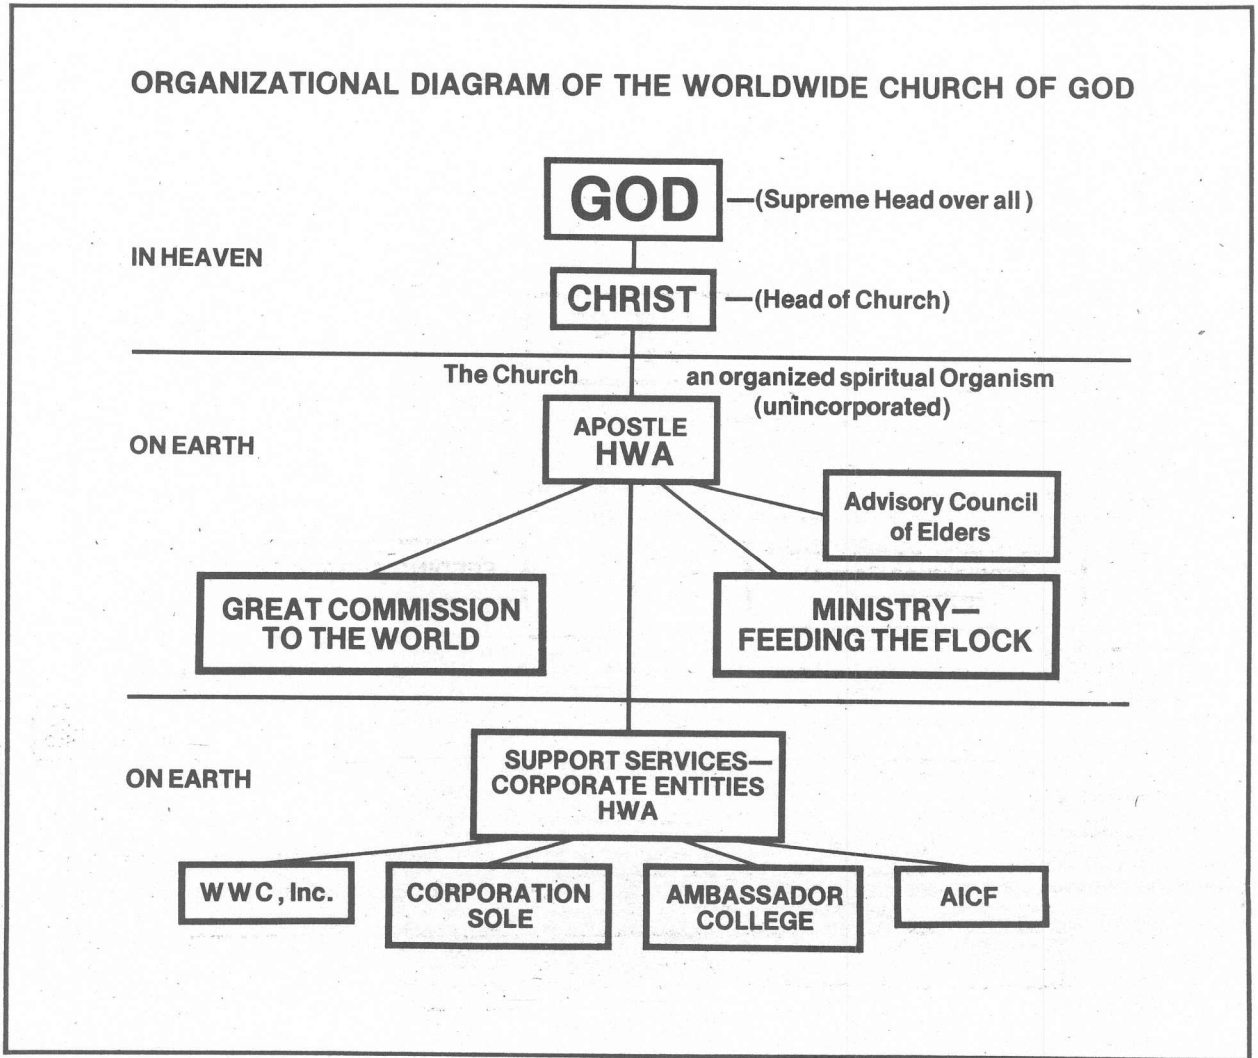 ORGANIZATIONAL DIAGRAM OF THE WORLDWIDE CHURCH OF GOD
GOD —(Supreme Head over all)
IN HEAVEN
CHRIST —(Head of Church)
The Church an organized spiritual Organism
(unincorporated)
APOSTLE
HWA
ON EARTH
Advisory Council
of Elders
GREAT COMMISSION
TO THE WORLD
MINISTRY—
FEEDING THE FLOCK
ON EARTH
SUPPORT SERVICES—
CORPORATE ENTITIES
HWA
WWC, Inc.
CORPORATION
SOLE
AMBASSADOR
COLLEGE
AICF